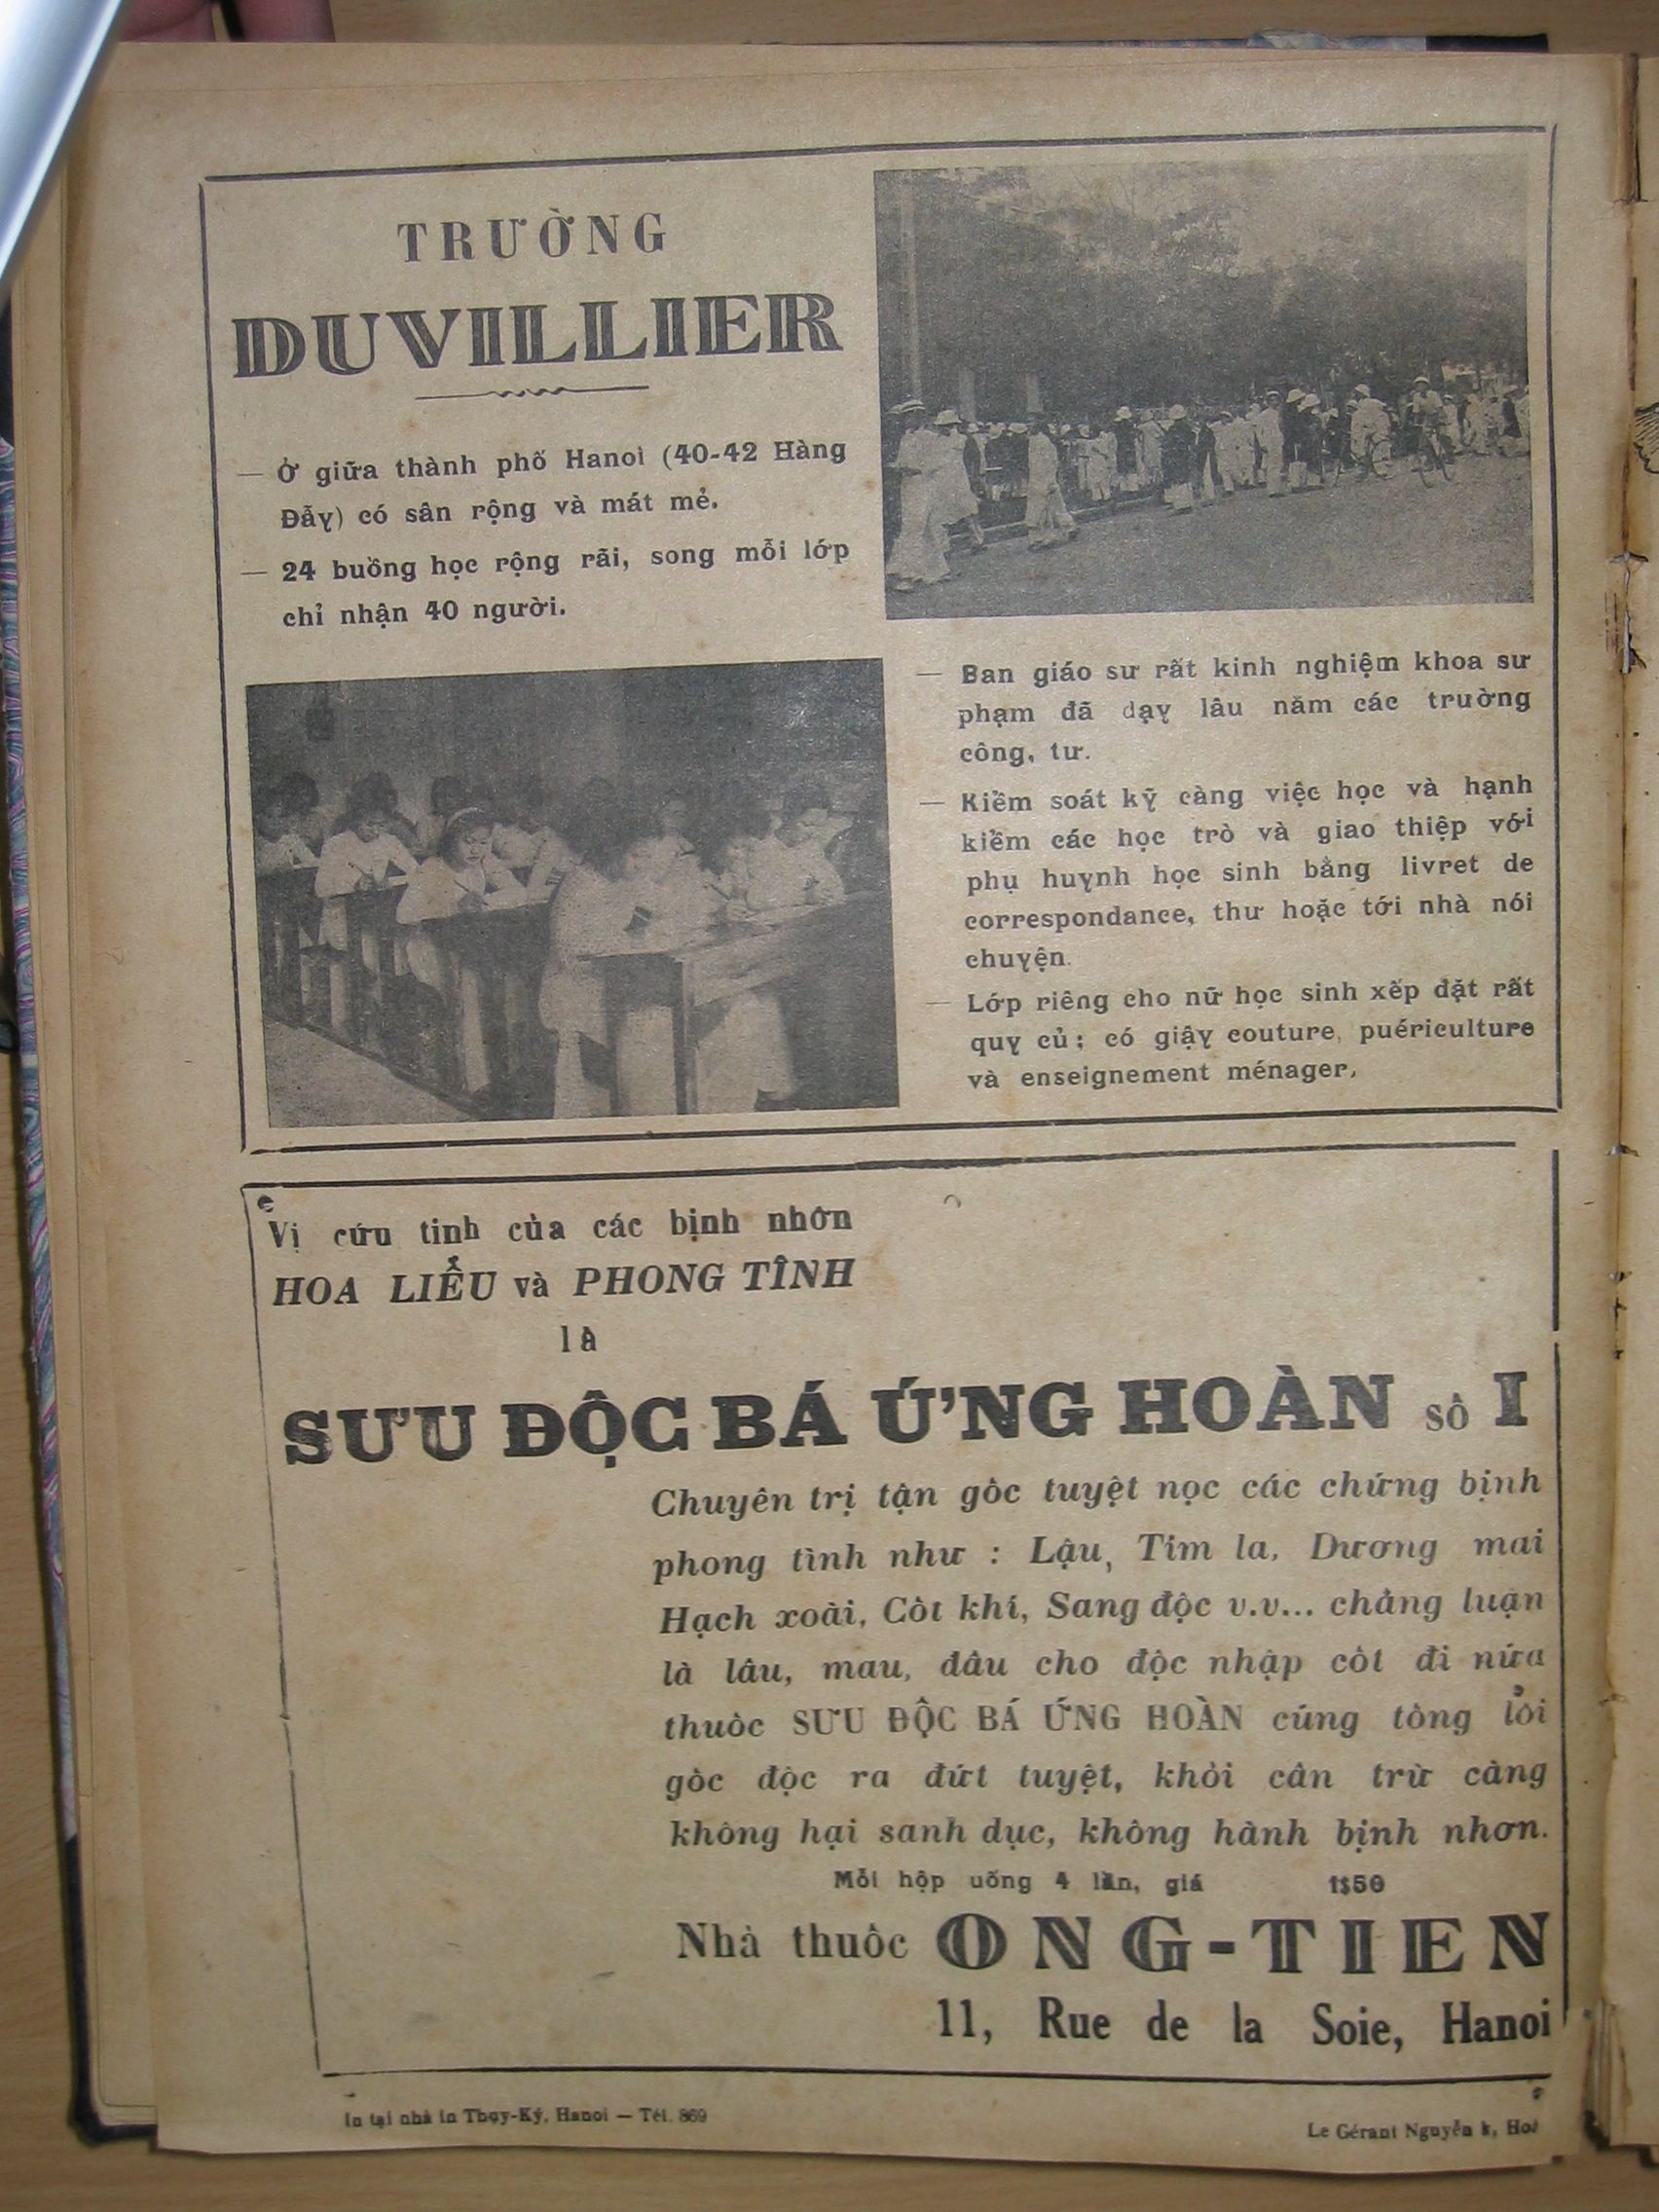 TRƯỜNG
DUVILLIER
— Ở giữa thành phố Hanoi (40-42 Hàng
Đẫy) có sân rộng và mát mẻ.
— 24 buồng học rộng rãi, song mỗi lớp
chỉ nhận 40 người.
— Ban giáo sư rất kinh nghiệm khoa sư
phạm đã dạy lâu năm các trường
công, tư.
— Kiểm soát kỹ càng việc học và hạnh
kiểm các học trò và giao thiệp với
phụ huynh học sinh bằng livret de
correspondance, thư hoặc tới nhà nói
chuyện.
— Lớp riêng cho nữ học sinh xếp đặt rất
quy củ; có giậy couture, puériculture
và enseignement ménager,
Vị cứu tinh của các bịnh nhơn
HOA LIỂU và PHONG TÌNH
là
SƯU ĐỘC BÁ ỨNG HOÀN số I
Chuyên trị tận gốc tuyệt nọc các chứng bịnh
phong tình như : Lậu, Tim la, Dương mai
Hạch xoài, Cốt khí, Sang độc v.v... chẳng luận
là lâu, mau, dầu cho độc nhập cốt đi nữa
thuốc SƯU ĐỘC BÁ ỨNG HOÀN cũng tống lôi
gốc độc ra đứt tuyệt, khỏi cần trừ căng
không hại sanh dục, không hành bịnh nhơn.
Mỗi hộp uống 4 lần, giá 1$50
Nhà thuốc ONG-TIEN
11, Rue de la Soie, Hanoi
In tại nhà in Thụy-Ký, Hanoi — Tél. 869
Le Gérant Nguyễn